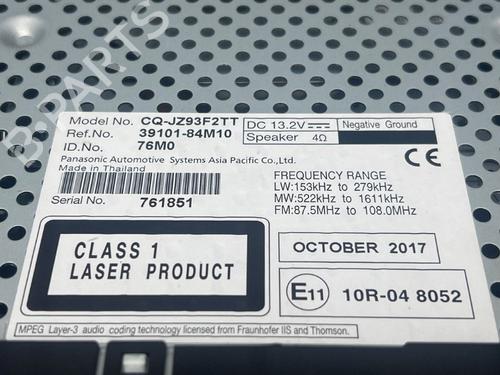 Model No. CQ-JZ93F2TT
Ref.No. 39101-84M10
ID.No. 76M0
DC 13.2V Negative Ground
Speaker 4Ω
Panasonic Automotive Systems Asia Pacific Co.,Ltd.
Made in Thailand
CE
Serial No. 761851
FREQUENCY RANGE
LW:153kHz to 279kHz
MW:522kHz to 1611kHz
FM:87.5MHz to 108.0MHz
CLASS 1
LASER PRODUCT
OCTOBER 2017
E11 10R-04 8052
MPEG Layer-3 audio coding technology licensed from Fraunhofer IIS and Thomson.
B-PARTS